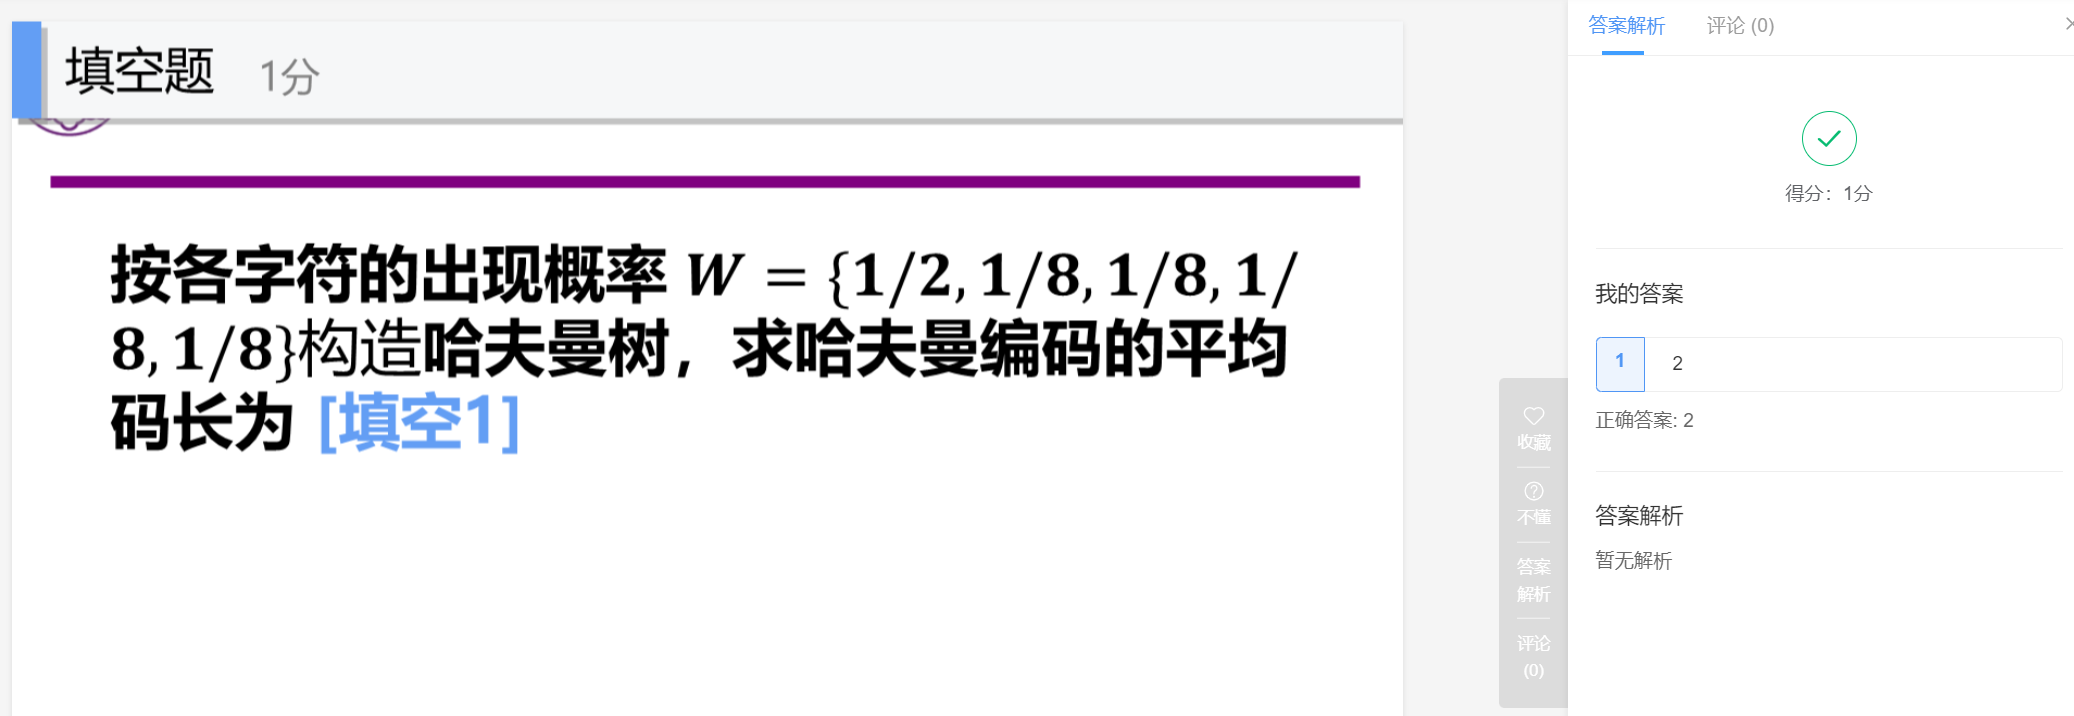 填空题 1分
按各字符的出现概率 W = {1/2, 1/8, 1/8, 1/
8, 1/8}构造哈夫曼树，求哈夫曼编码的平均
码长为 [填空1]
收藏
不懂
答案
解析
评论
(0)
答案解析 评论 (0)
得分：1分
我的答案
1 2
正确答案: 2
答案解析
暂无解析